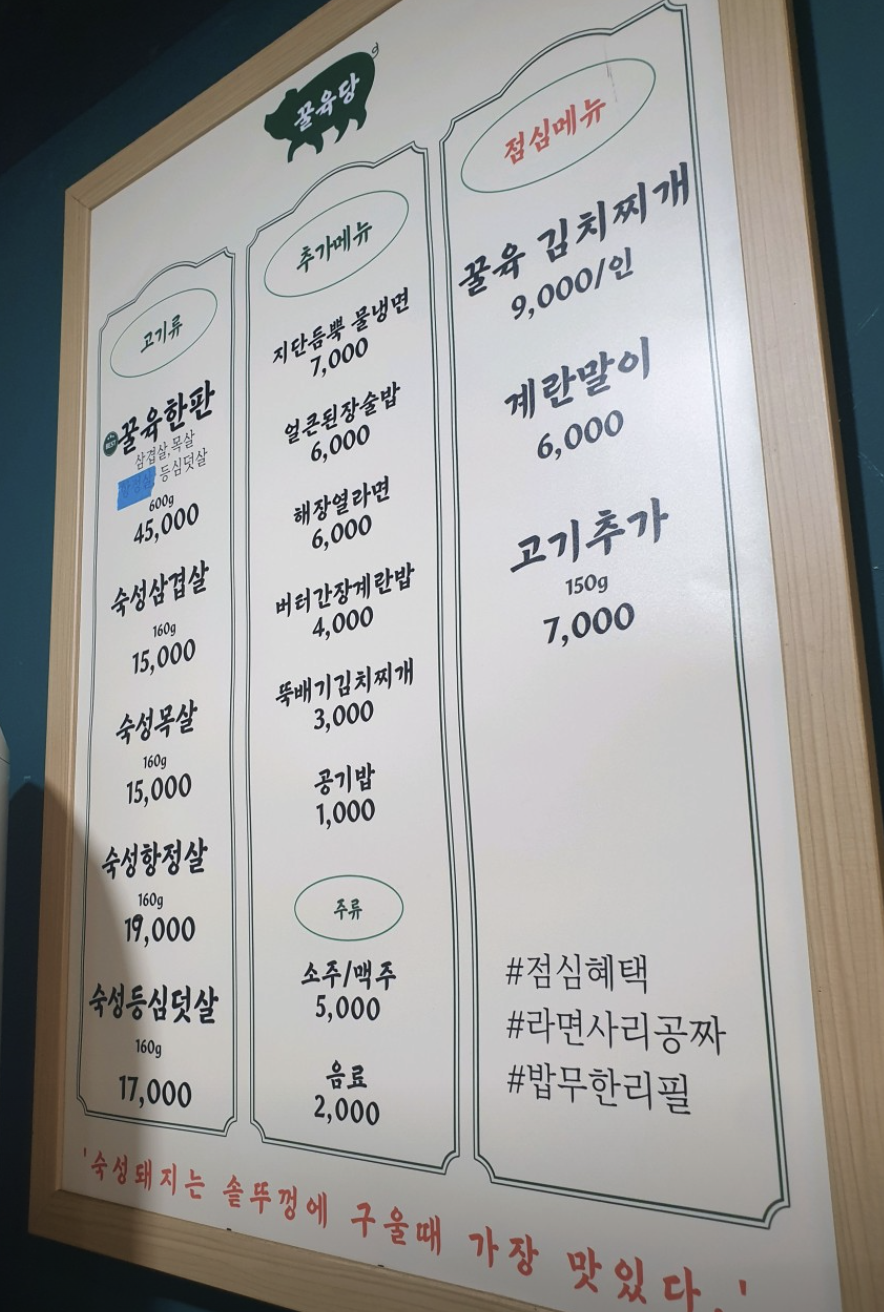 꿀육당
고기류
꿀육한판
삼겹살,목살
등심덧살
600g
45,000
숙성삼겹살
160g
15,000
숙성목살
160g
15,000
숙성항정살
160g
19,000
숙성등심덧살
160g
17,000
추가메뉴
지단듬뿍 물냉면
7,000
얼큰된장술밥
6,000
해장열라면
6,000
버터간장계란밥
4,000
뚝배기김치찌개
3,000
공기밥
1,000
주류
소주/맥주
5,000
음료
2,000
점심메뉴
꿀육 김치찌개
9,000/인
계란말이
6,000
고기추가
150g
7,000
#점심혜택
#라면사리공짜
#밥무한리필
'숙성돼지는 솥뚜껑에 구울때 가장 맛있다.'